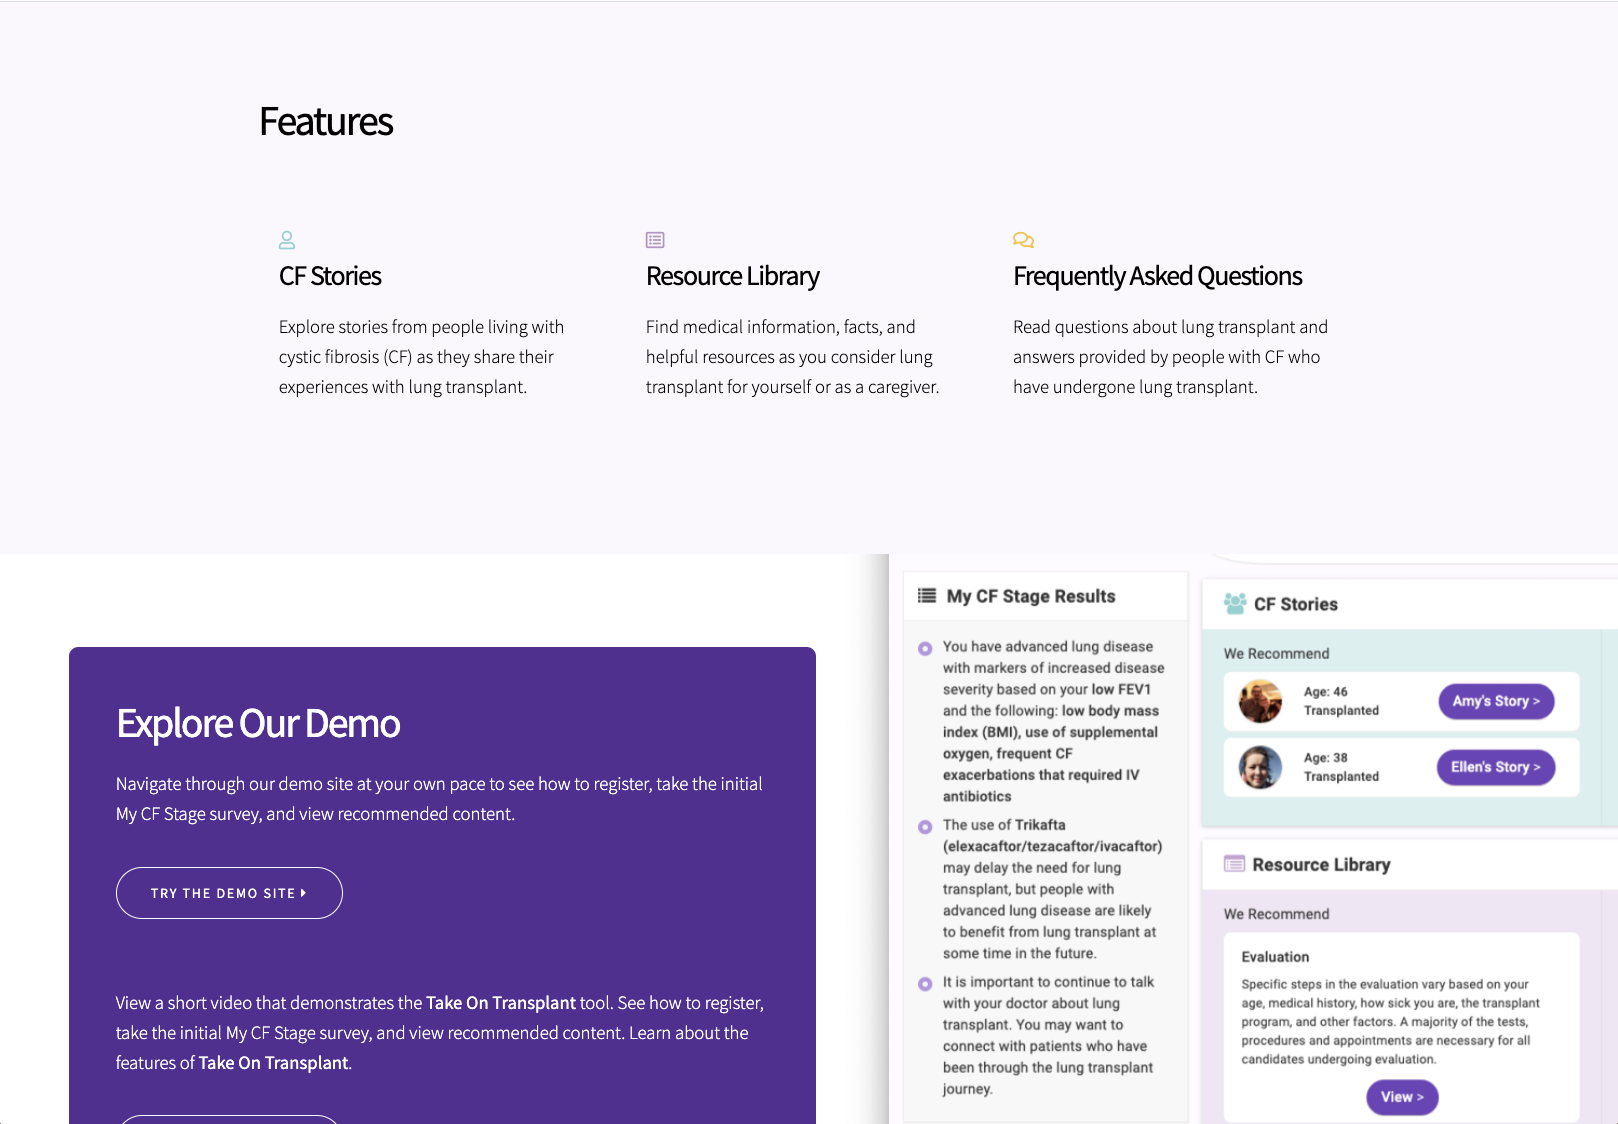 Features
CF Stories
Explore stories from people living with
cystic fibrosis (CF) as they share their
experiences with lung transplant.
Resource Library
Find medical information, facts, and
helpful resources as you consider lung
transplant for yourself or as a caregiver.
Frequently Asked Questions
Read questions about lung transplant and
answers provided by people with CF who
have undergone lung transplant.
Explore Our Demo
Navigate through our demo site at your own pace to see how to register, take the initial
My CF Stage survey, and view recommended content.
TRY THE DEMO SITE
View a short video that demonstrates the Take On Transplant tool. See how to register,
take the initial My CF Stage survey, and view recommended content. Learn about the
features of Take On Transplant.
My CF Stage Results
You have advanced lung disease
with markers of increased disease
severity based on your low FEV1
and the following: low body mass
index (BMI), use of supplemental
oxygen, frequent CF
exacerbations that required IV
antibiotics
The use of Trikafta
(elexacaftor/tezacaftor/ivacaftor)
may delay the need for lung
transplant, but people with
advanced lung disease are likely
to benefit from lung transplant at
some time in the future.
It is important to continue to talk
with your doctor about lung
transplant. You may want to
connect with patients who have
been through the lung transplant
journey.
CF Stories
We Recommend
Age: 46
Transplanted
Amy's Story >
Age: 38
Transplanted
Ellen's Story >
Resource Library
We Recommend
Evaluation
Specific steps in the evaluation vary based on your
age, medical history, how sick you are, the transplant
program, and other factors. A majority of the tests,
procedures and appointments are necessary for all
candidates undergoing evaluation.
View >